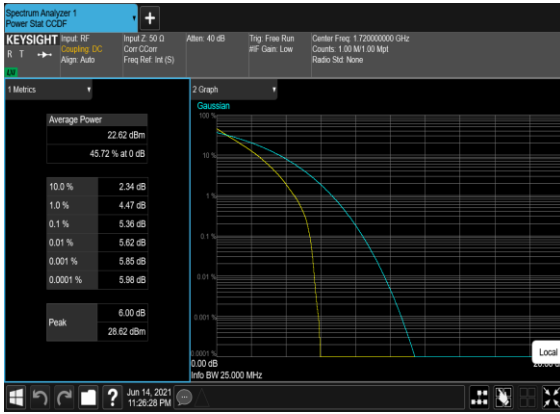 Spectrum Analyzer 1
Power Stat CCDF
KEYSIGHT
R T
Input: RF
Coupling: DC
Align: Auto
Input Z: 50 Ω
Corr CCorr
Freq Ref: Int (S)
Atten: 40 dB
Trig: Free Run
#IF Gain: Low
Center Freq: 1.720000000 GHz
Counts: 1.00 M/1.00 Mpt
Radio Std: None
1 Metrics
Average Power
22.62 dBm
45.72 % at 0 dB
10.0 % 2.34 dB
1.0 % 4.47 dB
0.1 % 5.36 dB
0.01 % 5.62 dB
0.001 % 5.85 dB
0.0001 % 5.98 dB
Peak
6.00 dB
28.62 dBm
2 Graph
Gaussian
100 %
10 %
1 %
0.1 %
0.01 %
0.001 %
0.0001 %
0.00 dB
Info BW 25.000 MHz
Local
Jun 14, 2021
11:26:28 PM